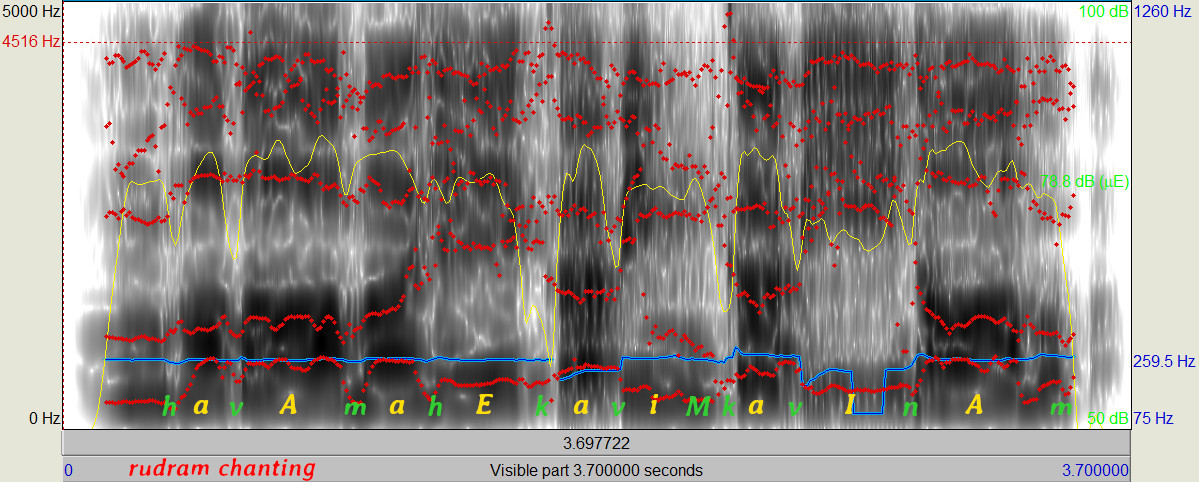 5000 Hz 100 dB 1260 Hz
4516 Hz
78.8 dB (µE)
259.5 Hz
h a v A m a h E k a v i M k a v I n A m
0 Hz 50 dB 75 Hz
3.697722
0 rudram chanting Visible part 3.700000 seconds 3.700000